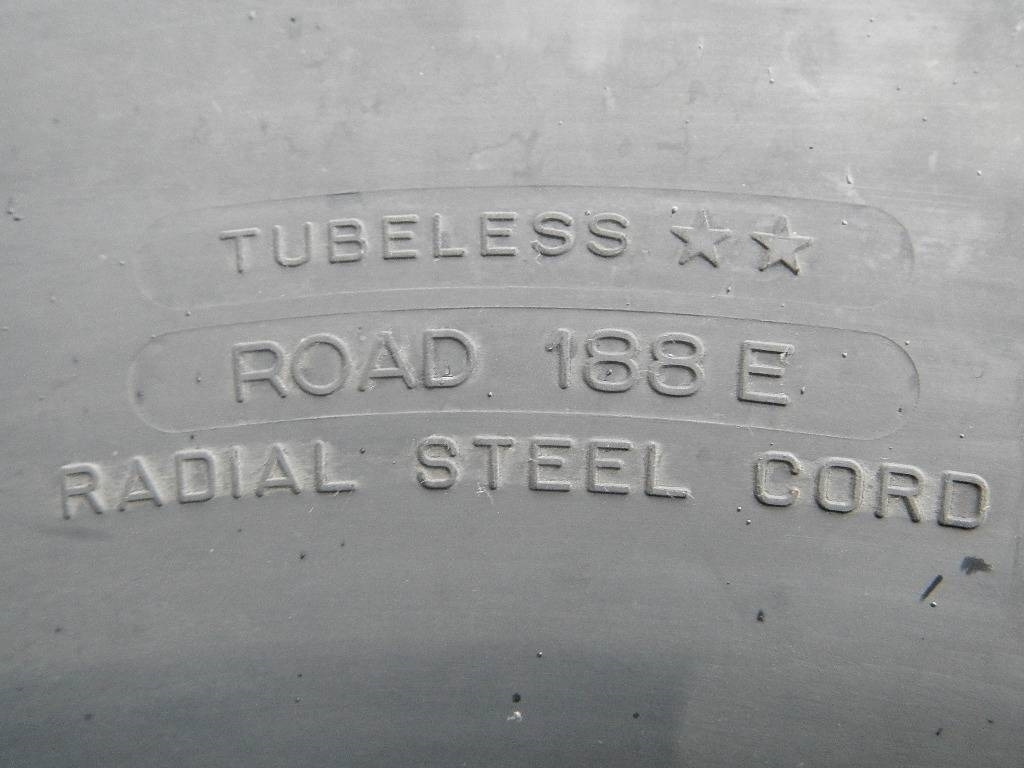 TUBELESS ☆☆
ROAD 188 E
RADIAL STEEL CORD